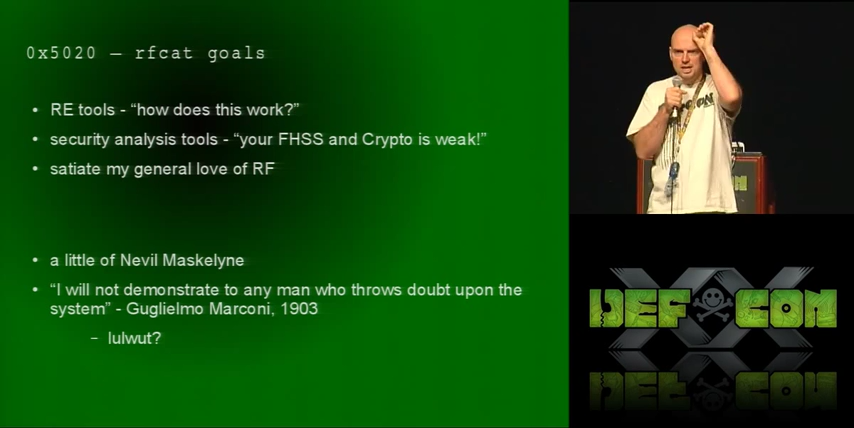 0x5020 – rfcat goals
• RE tools - “how does this work?”
• security analysis tools - “your FHSS and Crypto is weak!”
• satiate my general love of RF
• a little of Nevil Maskelyne
• “I will not demonstrate to any man who throws doubt upon the
system” - Guglielmo Marconi, 1903
– lulwut?
XX
DEF CON